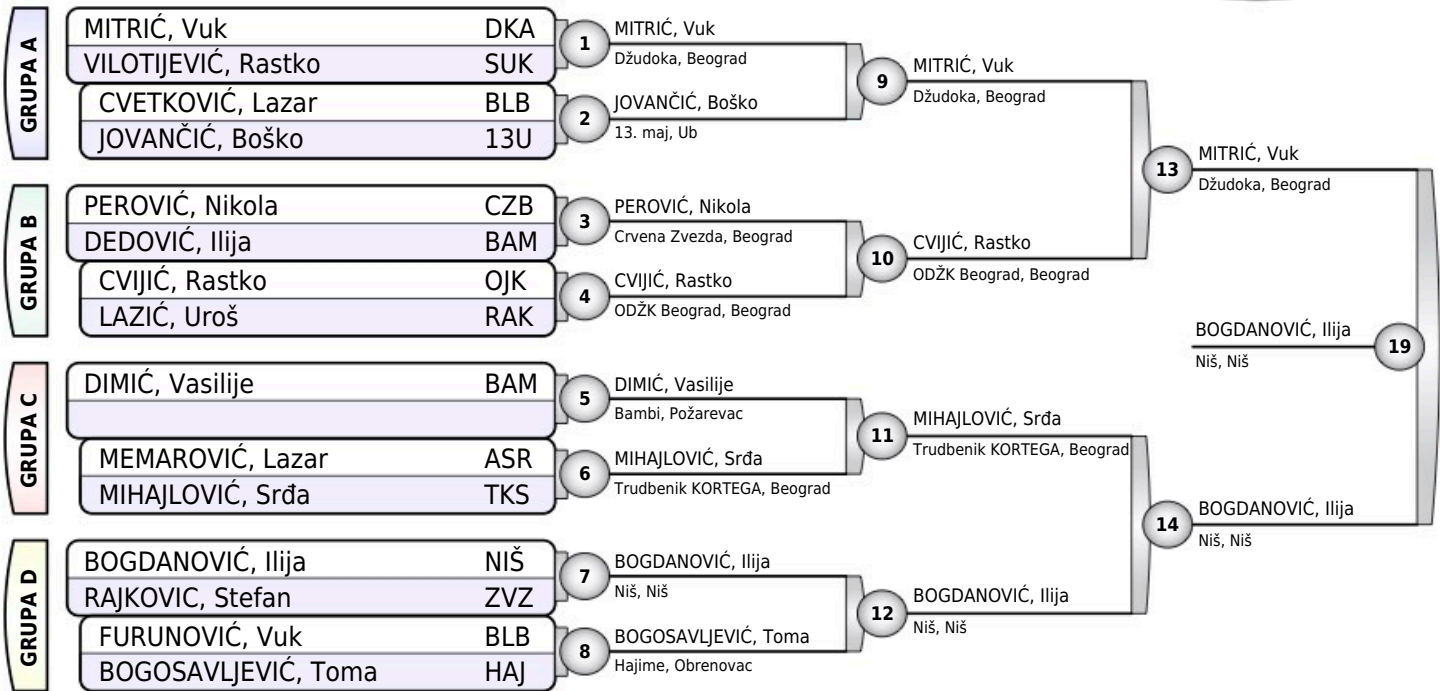 GRUPA A
MITRIĆ, Vuk DKA
VILOTIJEVIĆ, Rastko SUK
CVETKOVIĆ, Lazar BLB
JOVANČIĆ, Boško 13U
1
MITRIĆ, Vuk
Džudoka, Beograd
2
JOVANČIĆ, Boško
13. maj, Ub
9
MITRIĆ, Vuk
Džudoka, Beograd
GRUPA B
PEROVIĆ, Nikola CZB
DEDOVIĆ, Ilija BAM
CVIJIĆ, Rastko OJK
LAZIĆ, Uroš RAK
3
PEROVIĆ, Nikola
Crvena Zvezda, Beograd
4
CVIJIĆ, Rastko
ODŽK Beograd, Beograd
10
CVIJIĆ, Rastko
ODŽK Beograd, Beograd
13
MITRIĆ, Vuk
Džudoka, Beograd
GRUPA C
DIMIĆ, Vasilije BAM
MEMAROVIĆ, Lazar ASR
MIHAJLOVIĆ, Srđa TKS
5
DIMIĆ, Vasilije
Bambi, Požarevac
6
MIHAJLOVIĆ, Srđa
Trudbenik KORTEGA, Beograd
11
MIHAJLOVIĆ, Srđa
Trudbenik KORTEGA, Beograd
GRUPA D
BOGDANOVIĆ, Ilija NIŠ
RAJKOVIC, Stefan ZVZ
FURUNOVIĆ, Vuk BLB
BOGOSAVLJEVIĆ, Toma HAJ
7
BOGDANOVIĆ, Ilija
Niš, Niš
8
BOGOSAVLJEVIĆ, Toma
Hajime, Obrenovac
12
BOGDANOVIĆ, Ilija
Niš, Niš
14
BOGDANOVIĆ, Ilija
Niš, Niš
BOGDANOVIĆ, Ilija
Niš, Niš
19